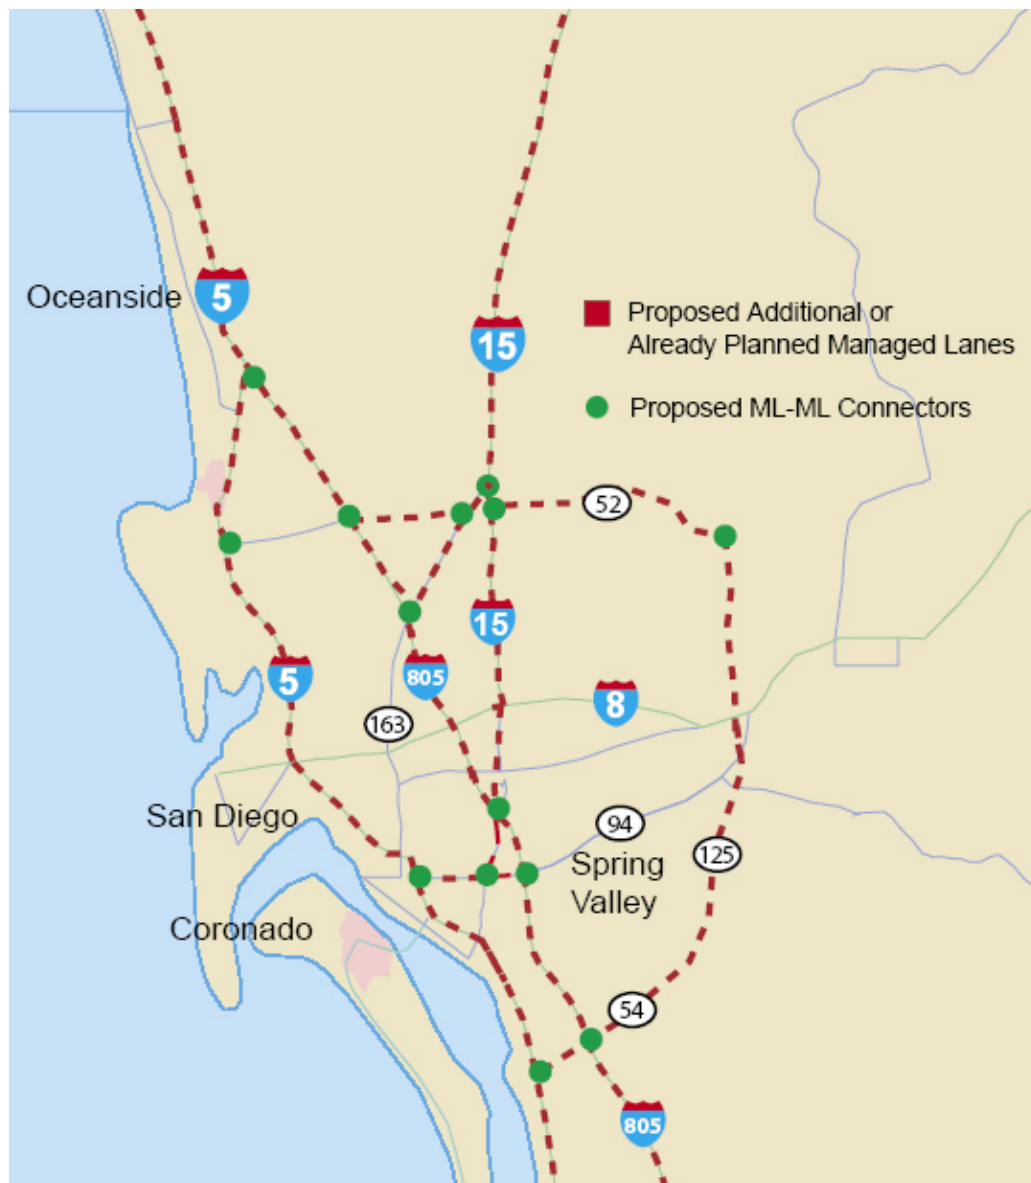 Oceanside
5
15
Proposed Additional or
Already Planned Managed Lanes
Proposed ML-ML Connectors
52
15
5
805
8
163
San Diego
94
Spring
Valley
125
Coronado
54
805